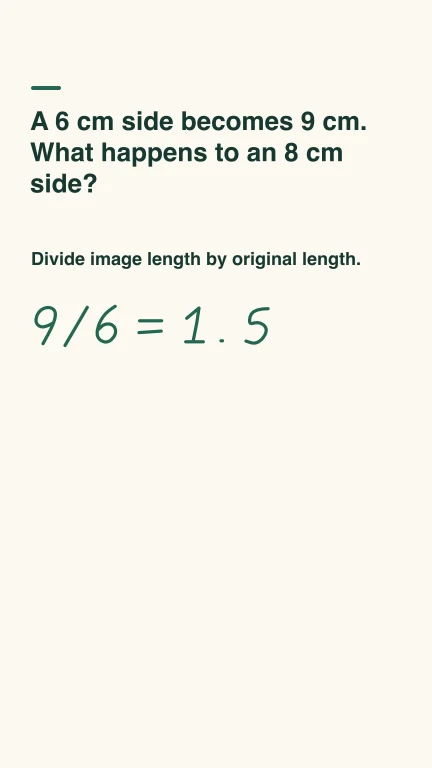 A 6 cm side becomes 9 cm.
What happens to an 8 cm
side?
Divide image length by original length.
9/6 = 1.5